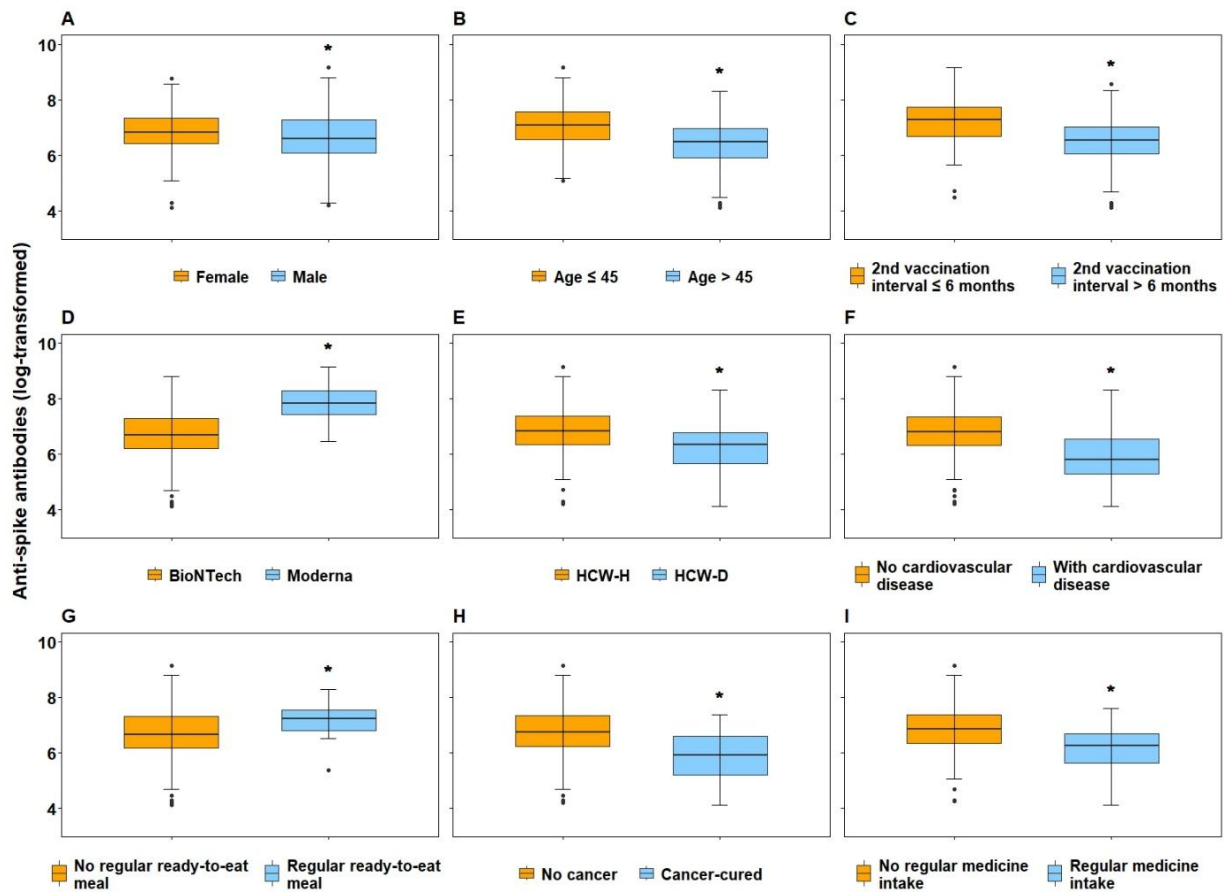 A
B
C
Anti-spike antibodies (log-transformed)
10
8
6
4
*
*
*
Female
Male
Age ≤ 45
Age > 45
2nd vaccination
interval ≤ 6 months
2nd vaccination
interval > 6 months
D
E
F
10
8
6
4
*
*
*
BioNTech
Moderna
HCW-H
HCW-D
No cardiovascular
disease
With cardiovascular
disease
G
H
I
10
8
6
4
*
*
*
No regular ready-to-eat
meal
Regular ready-to-eat
meal
No cancer
Cancer-cured
No regular medicine
intake
Regular medicine
intake